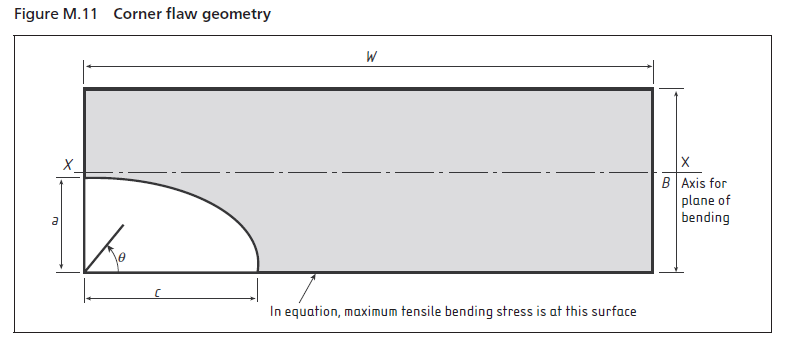 Figure M.11 Corner flaw geometry
W
X
X
B
Axis for
plane of
bending
a
θ
c
In equation, maximum tensile bending stress is at this surface